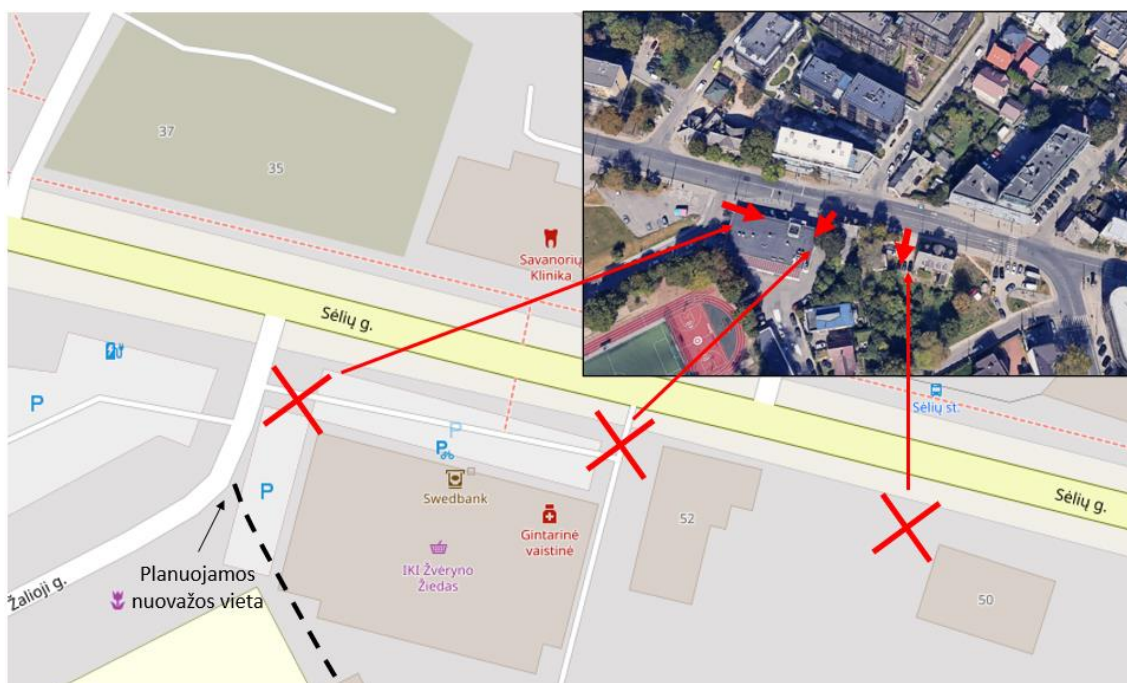 37
35
Savanorių
Klinika
Sėlių g.
P
P
P
P
Swedbank
Gintarinė
vaistinė
IKI Žvėryno
Žiedas
52
Sėlių st.
Sėlių g.
50
Planuojamos
nuovažos vieta
Žalioji g.